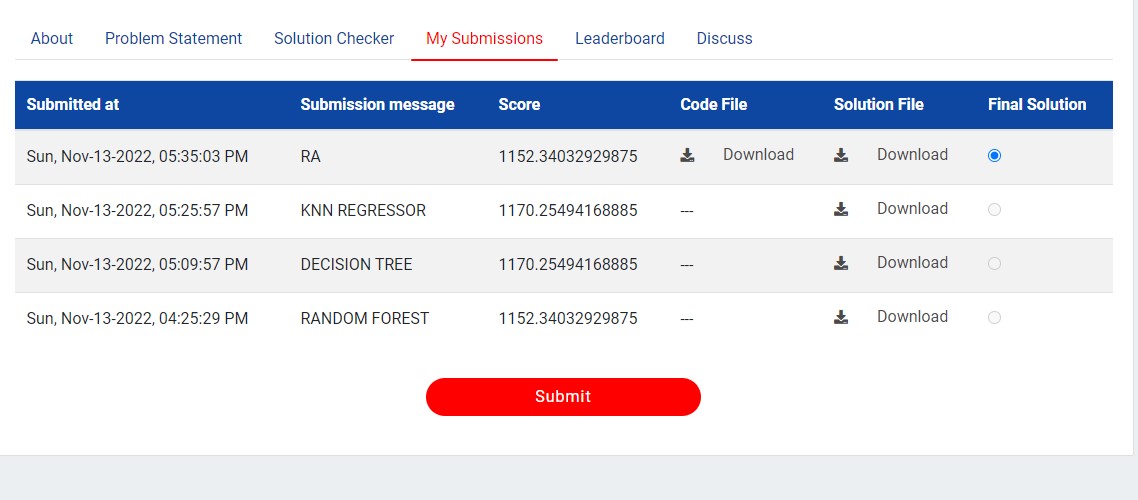 About Problem Statement Solution Checker My Submissions Leaderboard Discuss
Submitted at Submission message Score Code File Solution File Final Solution
Sun, Nov-13-2022, 05:35:03 PM RA 1152.34032929875 Download Download
Sun, Nov-13-2022, 05:25:57 PM KNN REGRESSOR 1170.25494168885 --- Download
Sun, Nov-13-2022, 05:09:57 PM DECISION TREE 1170.25494168885 --- Download
Sun, Nov-13-2022, 04:25:29 PM RANDOM FOREST 1152.34032929875 --- Download
Submit